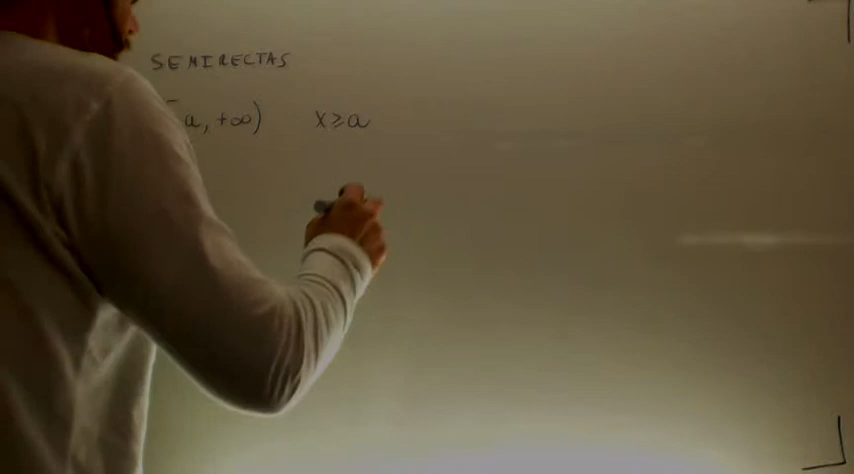 SEMIRECTAS
[a, +∞) x ≥ a